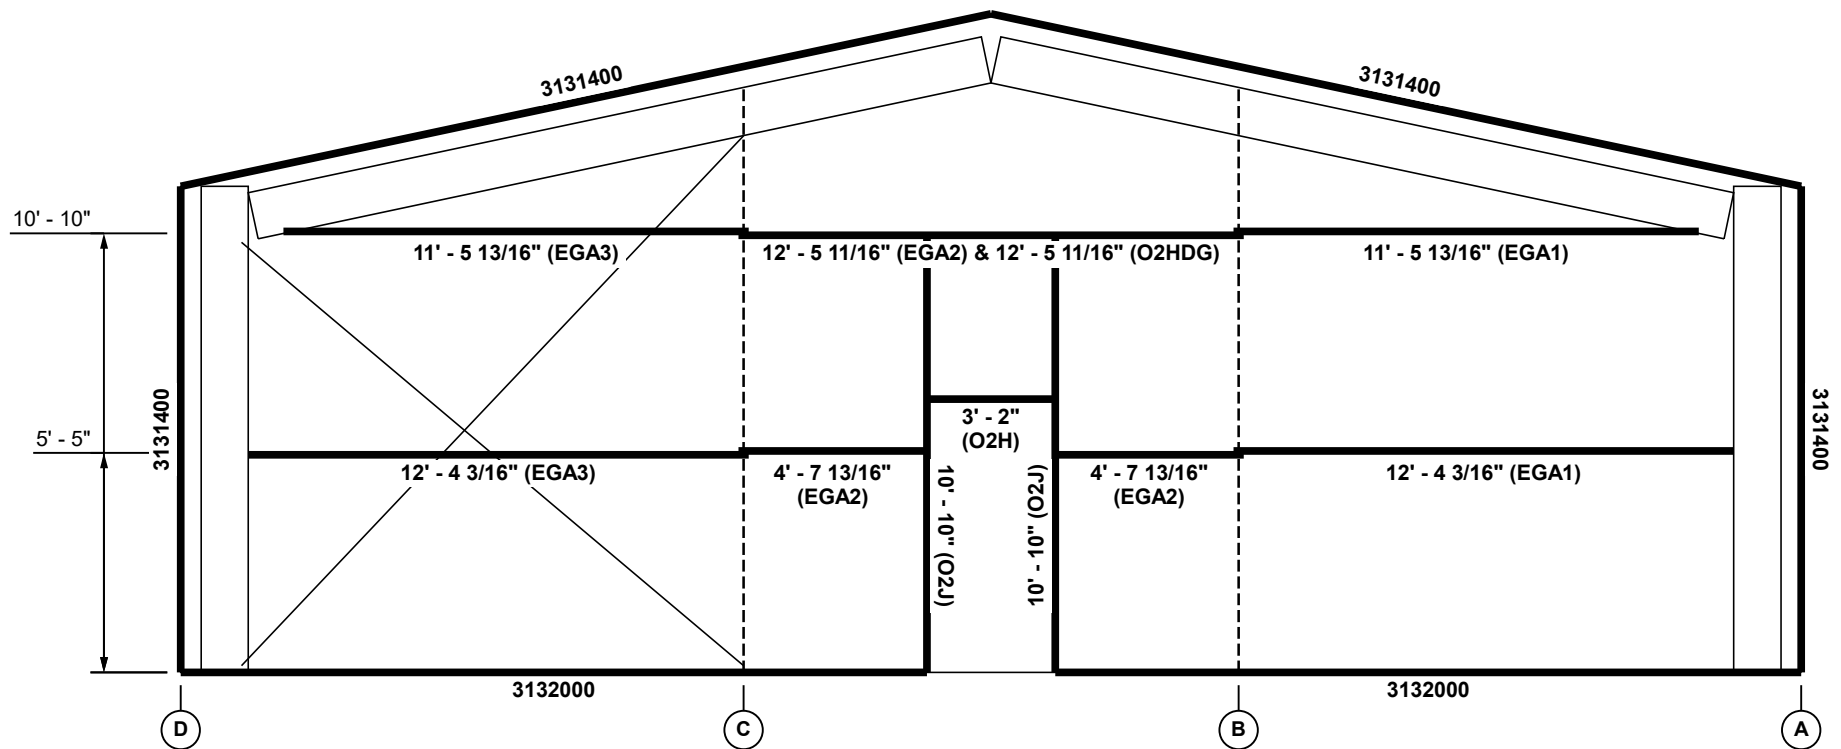 3131400
3131400
10' - 10"
11' - 5 13/16" (EGA3)
12' - 5 11/16" (EGA2) & 12' - 5 11/16" (O2HDG)
11' - 5 13/16" (EGA1)
3131400
3131400
5' - 5"
3' - 2"
(O2H)
12' - 4 3/16" (EGA3)
4' - 7 13/16"
(EGA2)
10' - 10" (O2J)
10' - 10" (O2J)
4' - 7 13/16"
(EGA2)
12' - 4 3/16" (EGA1)
3132000
3132000
D
C
B
A